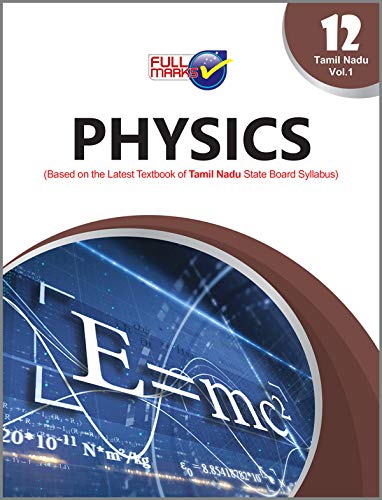 FULL
MARKS
12
Tamil Nadu
Vol.1
PHYSICS
(Based on the Latest Textbook of Tamil Nadu State Board Syllabus)
E=mc²
20*10⁻¹¹ N*m²/kg
ε₀ = 8.8541878